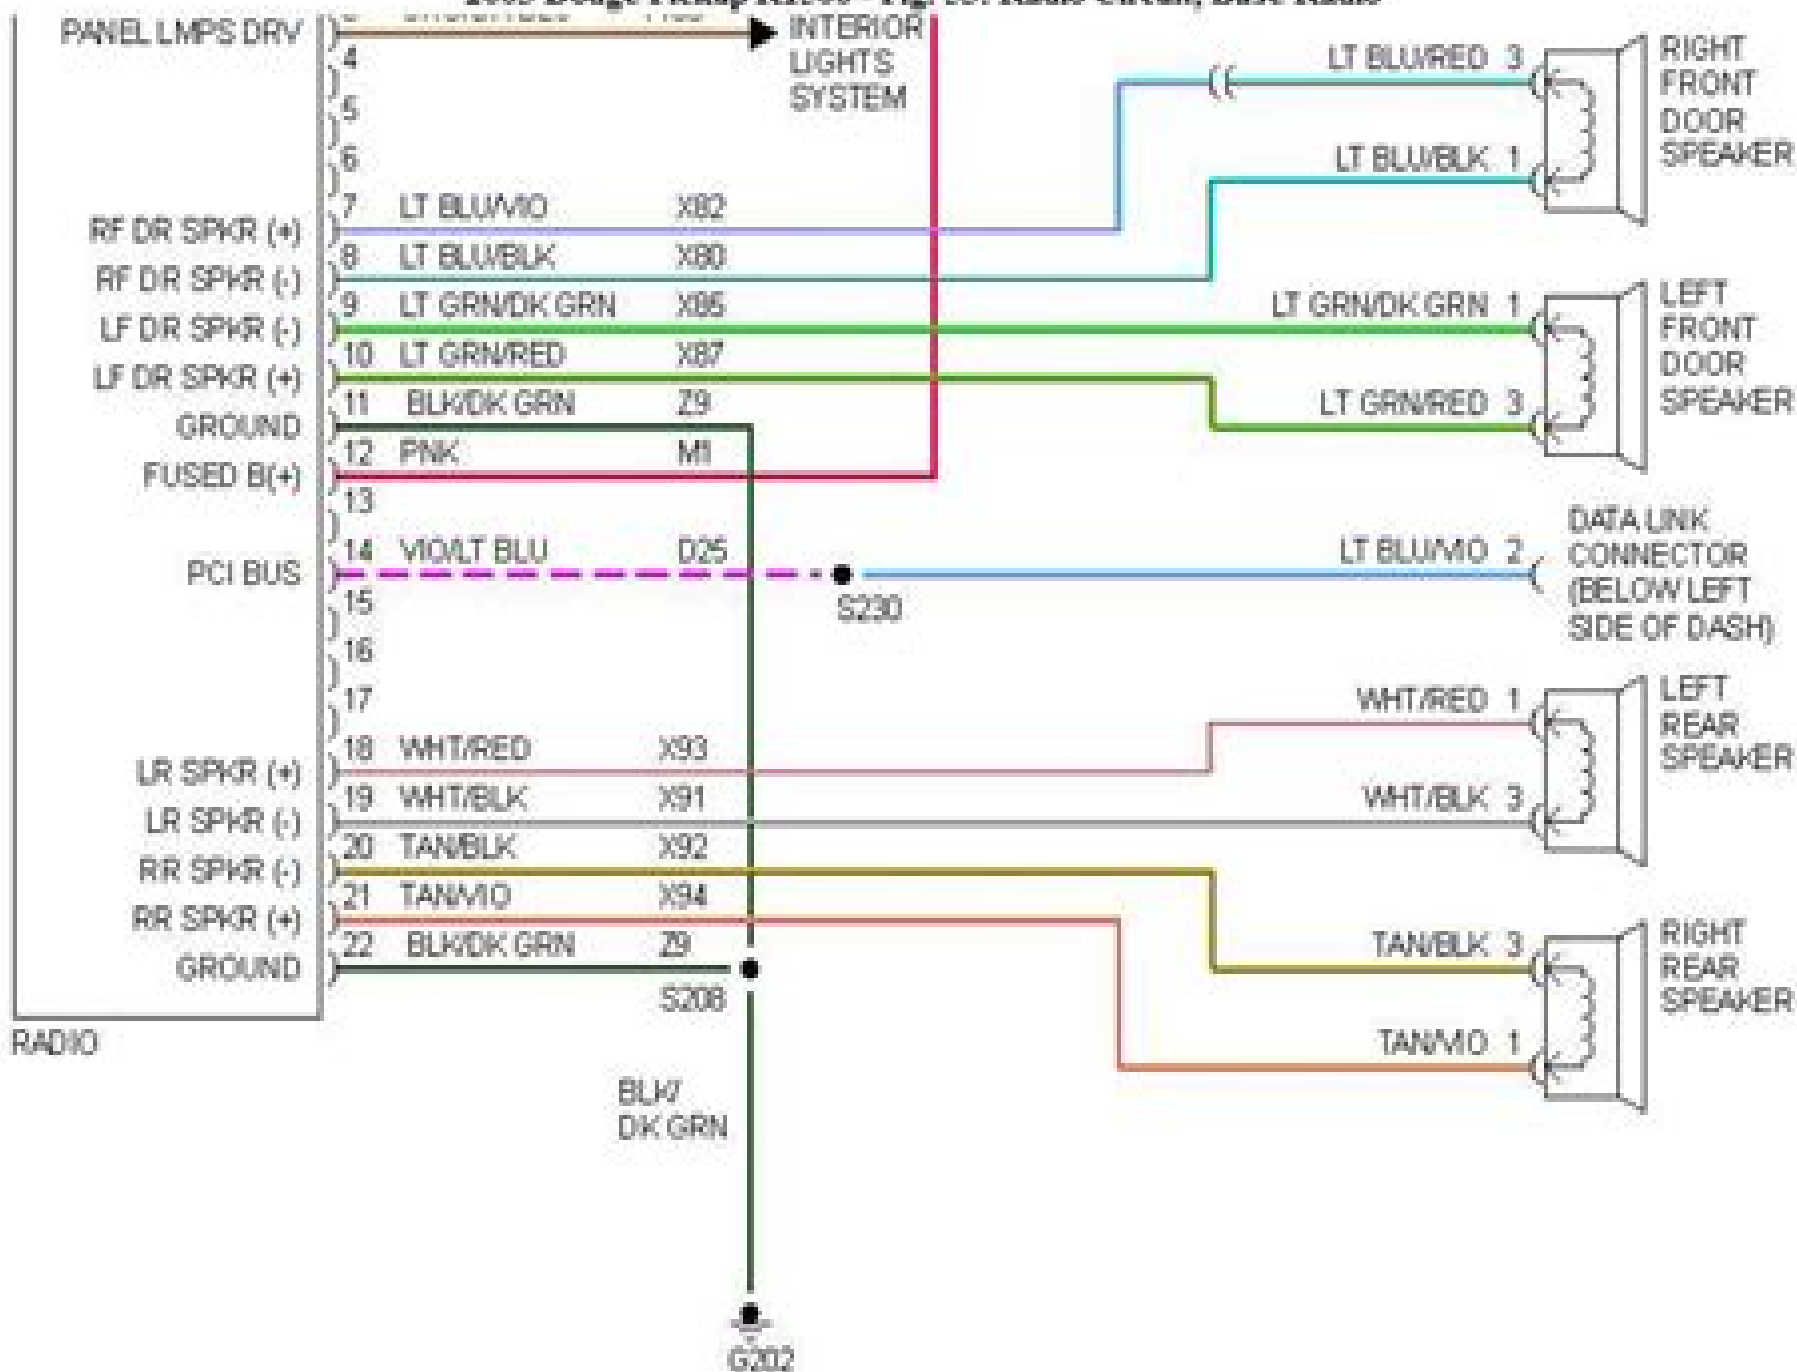 PANEL LMPS DRV
INTERIOR
LIGHTS
SYSTEM
4
5
6
7 LT BLU/VIO X82
RF DR SPKR (+)
8 LT BLU/BLK X80
RF DR SPKR (-)
9 LT GRN/DK GRN X85
LF DR SPKR (-)
10 LT GRN/RED X87
LF DR SPKR (+)
11 BLK/DK GRN Z9
GROUND
12 PNK M1
FUSED B(+)
13
14 VIO/LT BLU D25
PCI BUS
S230
15
16
17
18 WHT/RED X93
LR SPKR (+)
19 WHT/BLK X91
LR SPKR (-)
20 TAN/BLK X92
RR SPKR (-)
21 TAN/VIO X94
RR SPKR (+)
22 BLK/DK GRN Z9
GROUND
S208
RADIO
BLK/
DK GRN
G202
LT BLU/RED 3
LT BLU/BLK 1
RIGHT
FRONT
DOOR
SPEAKER
LT GRN/DK GRN 1
LT GRN/RED 3
LEFT
FRONT
DOOR
SPEAKER
LT BLU/VIO 2
DATA LINK
CONNECTOR
(BELOW LEFT
SIDE OF DASH)
WHT/RED 1
WHT/BLK 3
LEFT
REAR
SPEAKER
TAN/BLK 3
TAN/VIO 1
RIGHT
REAR
SPEAKER